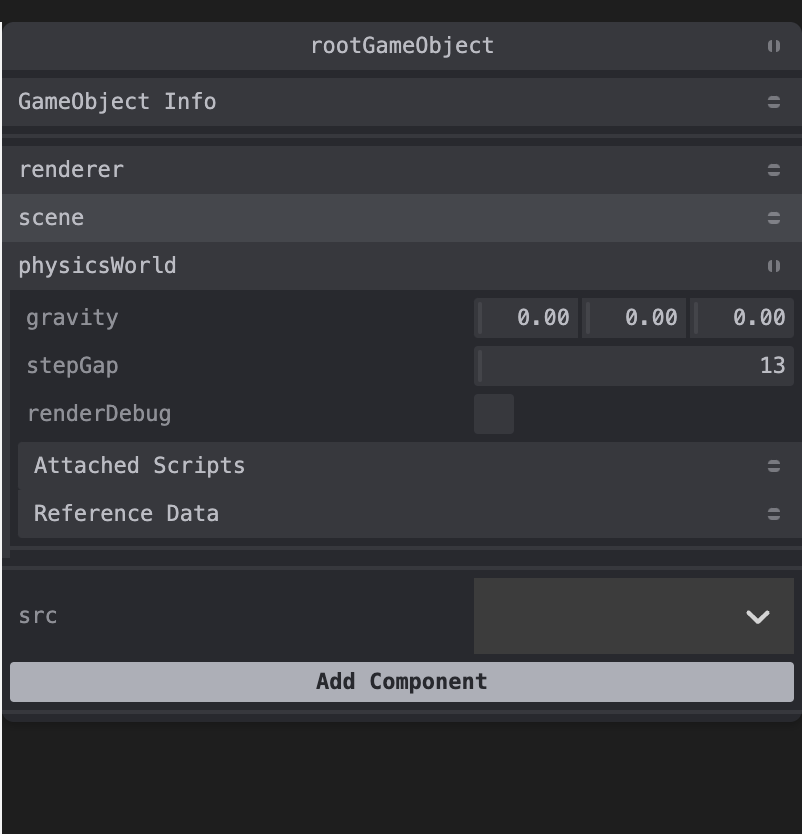 rootGameObject
GameObject Info
renderer
scene
physicsWorld
gravity 0.00 0.00 0.00
stepGap 13
renderDebug
Attached Scripts
Reference Data
src
Add Component